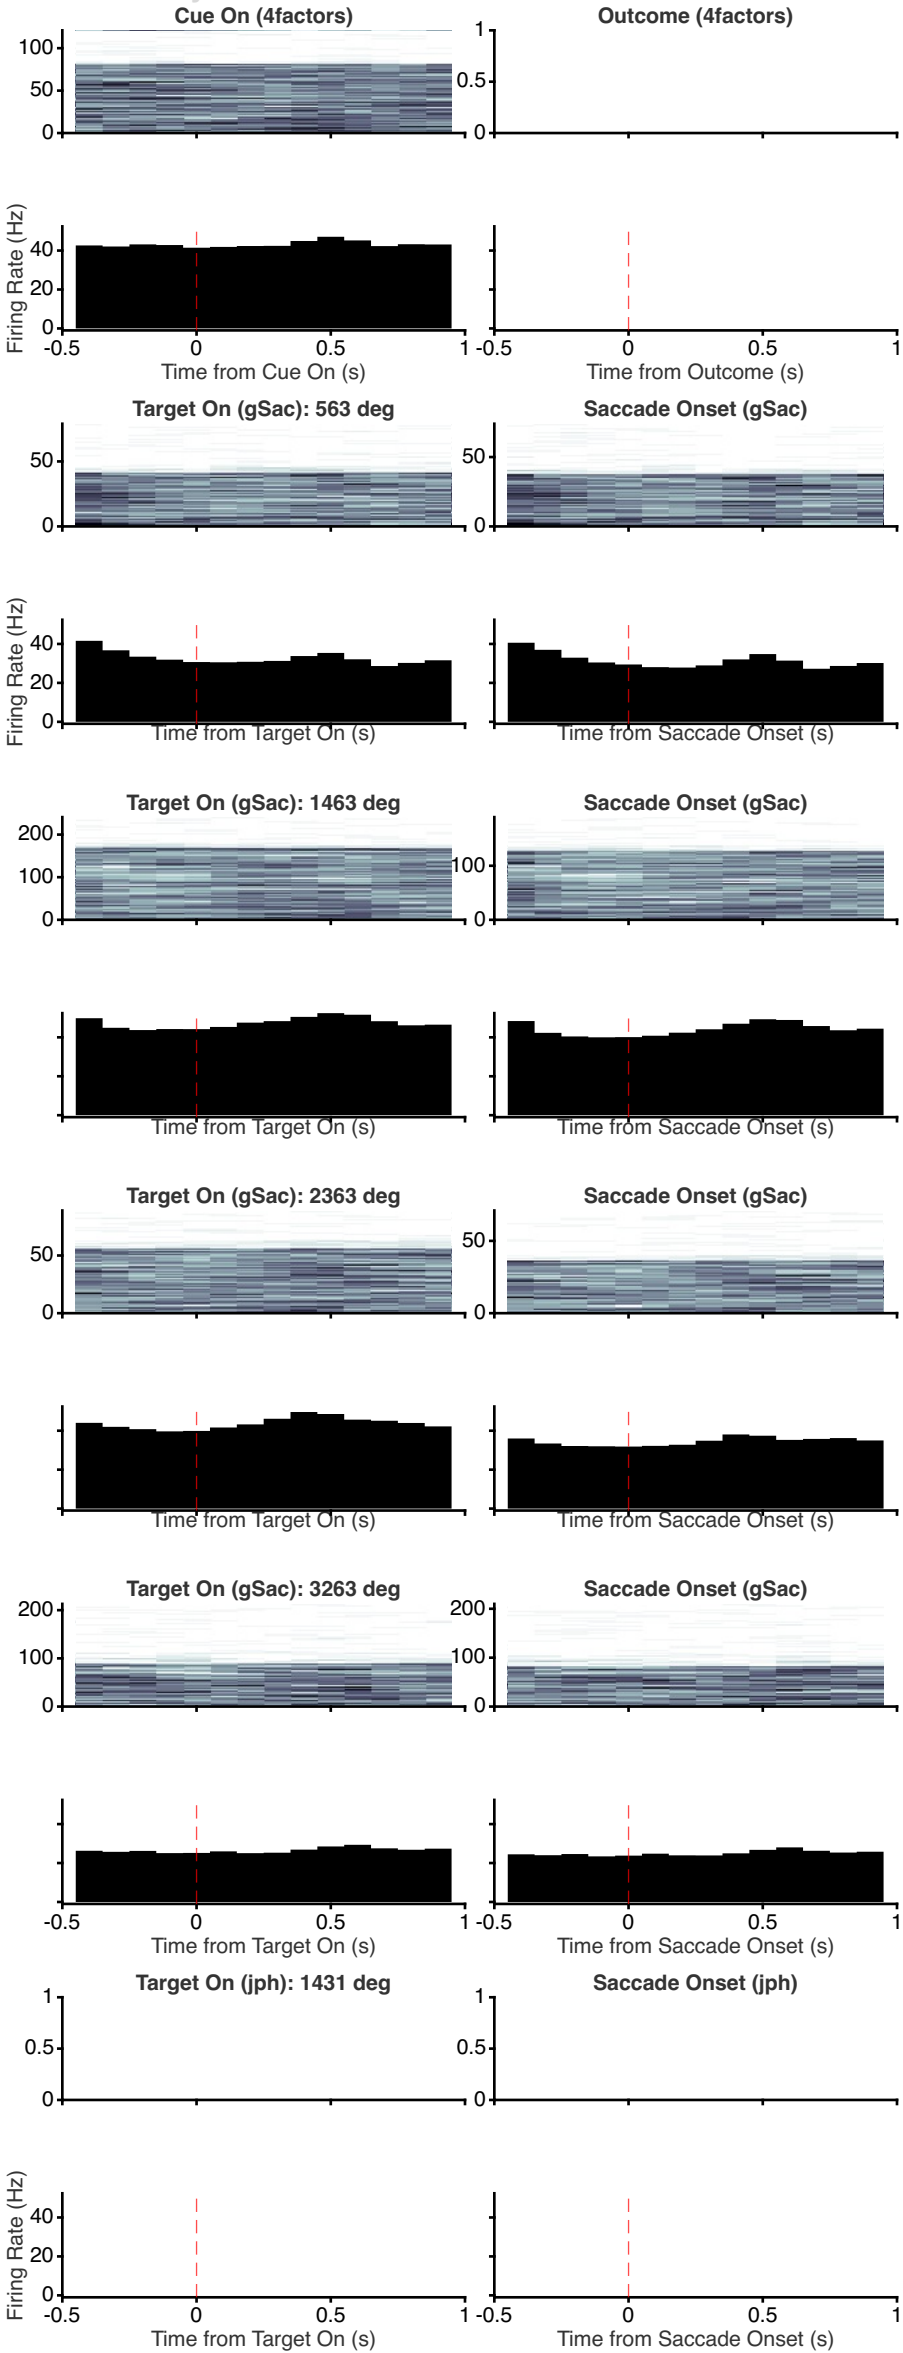 Cue On (4factors) Outcome (4factors)
100
50
0
1
0.5
0
Firing Rate (Hz)
40
20
0
-0.5 0 0.5 1 -0.5 0 0.5 1
Time from Cue On (s) Time from Outcome (s)
Target On (gSac): 563 deg Saccade Onset (gSac)
50
0
50
0
Firing Rate (Hz)
40
20
0
Time from Target On (s) Time from Saccade Onset (s)
Target On (gSac): 1463 deg Saccade Onset (gSac)
200
100
0
100
0
Time from Target On (s) Time from Saccade Onset (s)
Target On (gSac): 2363 deg Saccade Onset (gSac)
50
0
50
0
Time from Target On (s) Time from Saccade Onset (s)
Target On (gSac): 3263 deg Saccade Onset (gSac)
200
100
0
200
100
0
-0.5 0 0.5 1 -0.5 0 0.5 1
Time from Target On (s) Time from Saccade Onset (s)
Target On (jph): 1431 deg Saccade Onset (jph)
1
0.5
0
1
0.5
0
Firing Rate (Hz)
40
20
0
-0.5 0 0.5 1 -0.5 0 0.5 1
Time from Target On (s) Time from Saccade Onset (s)